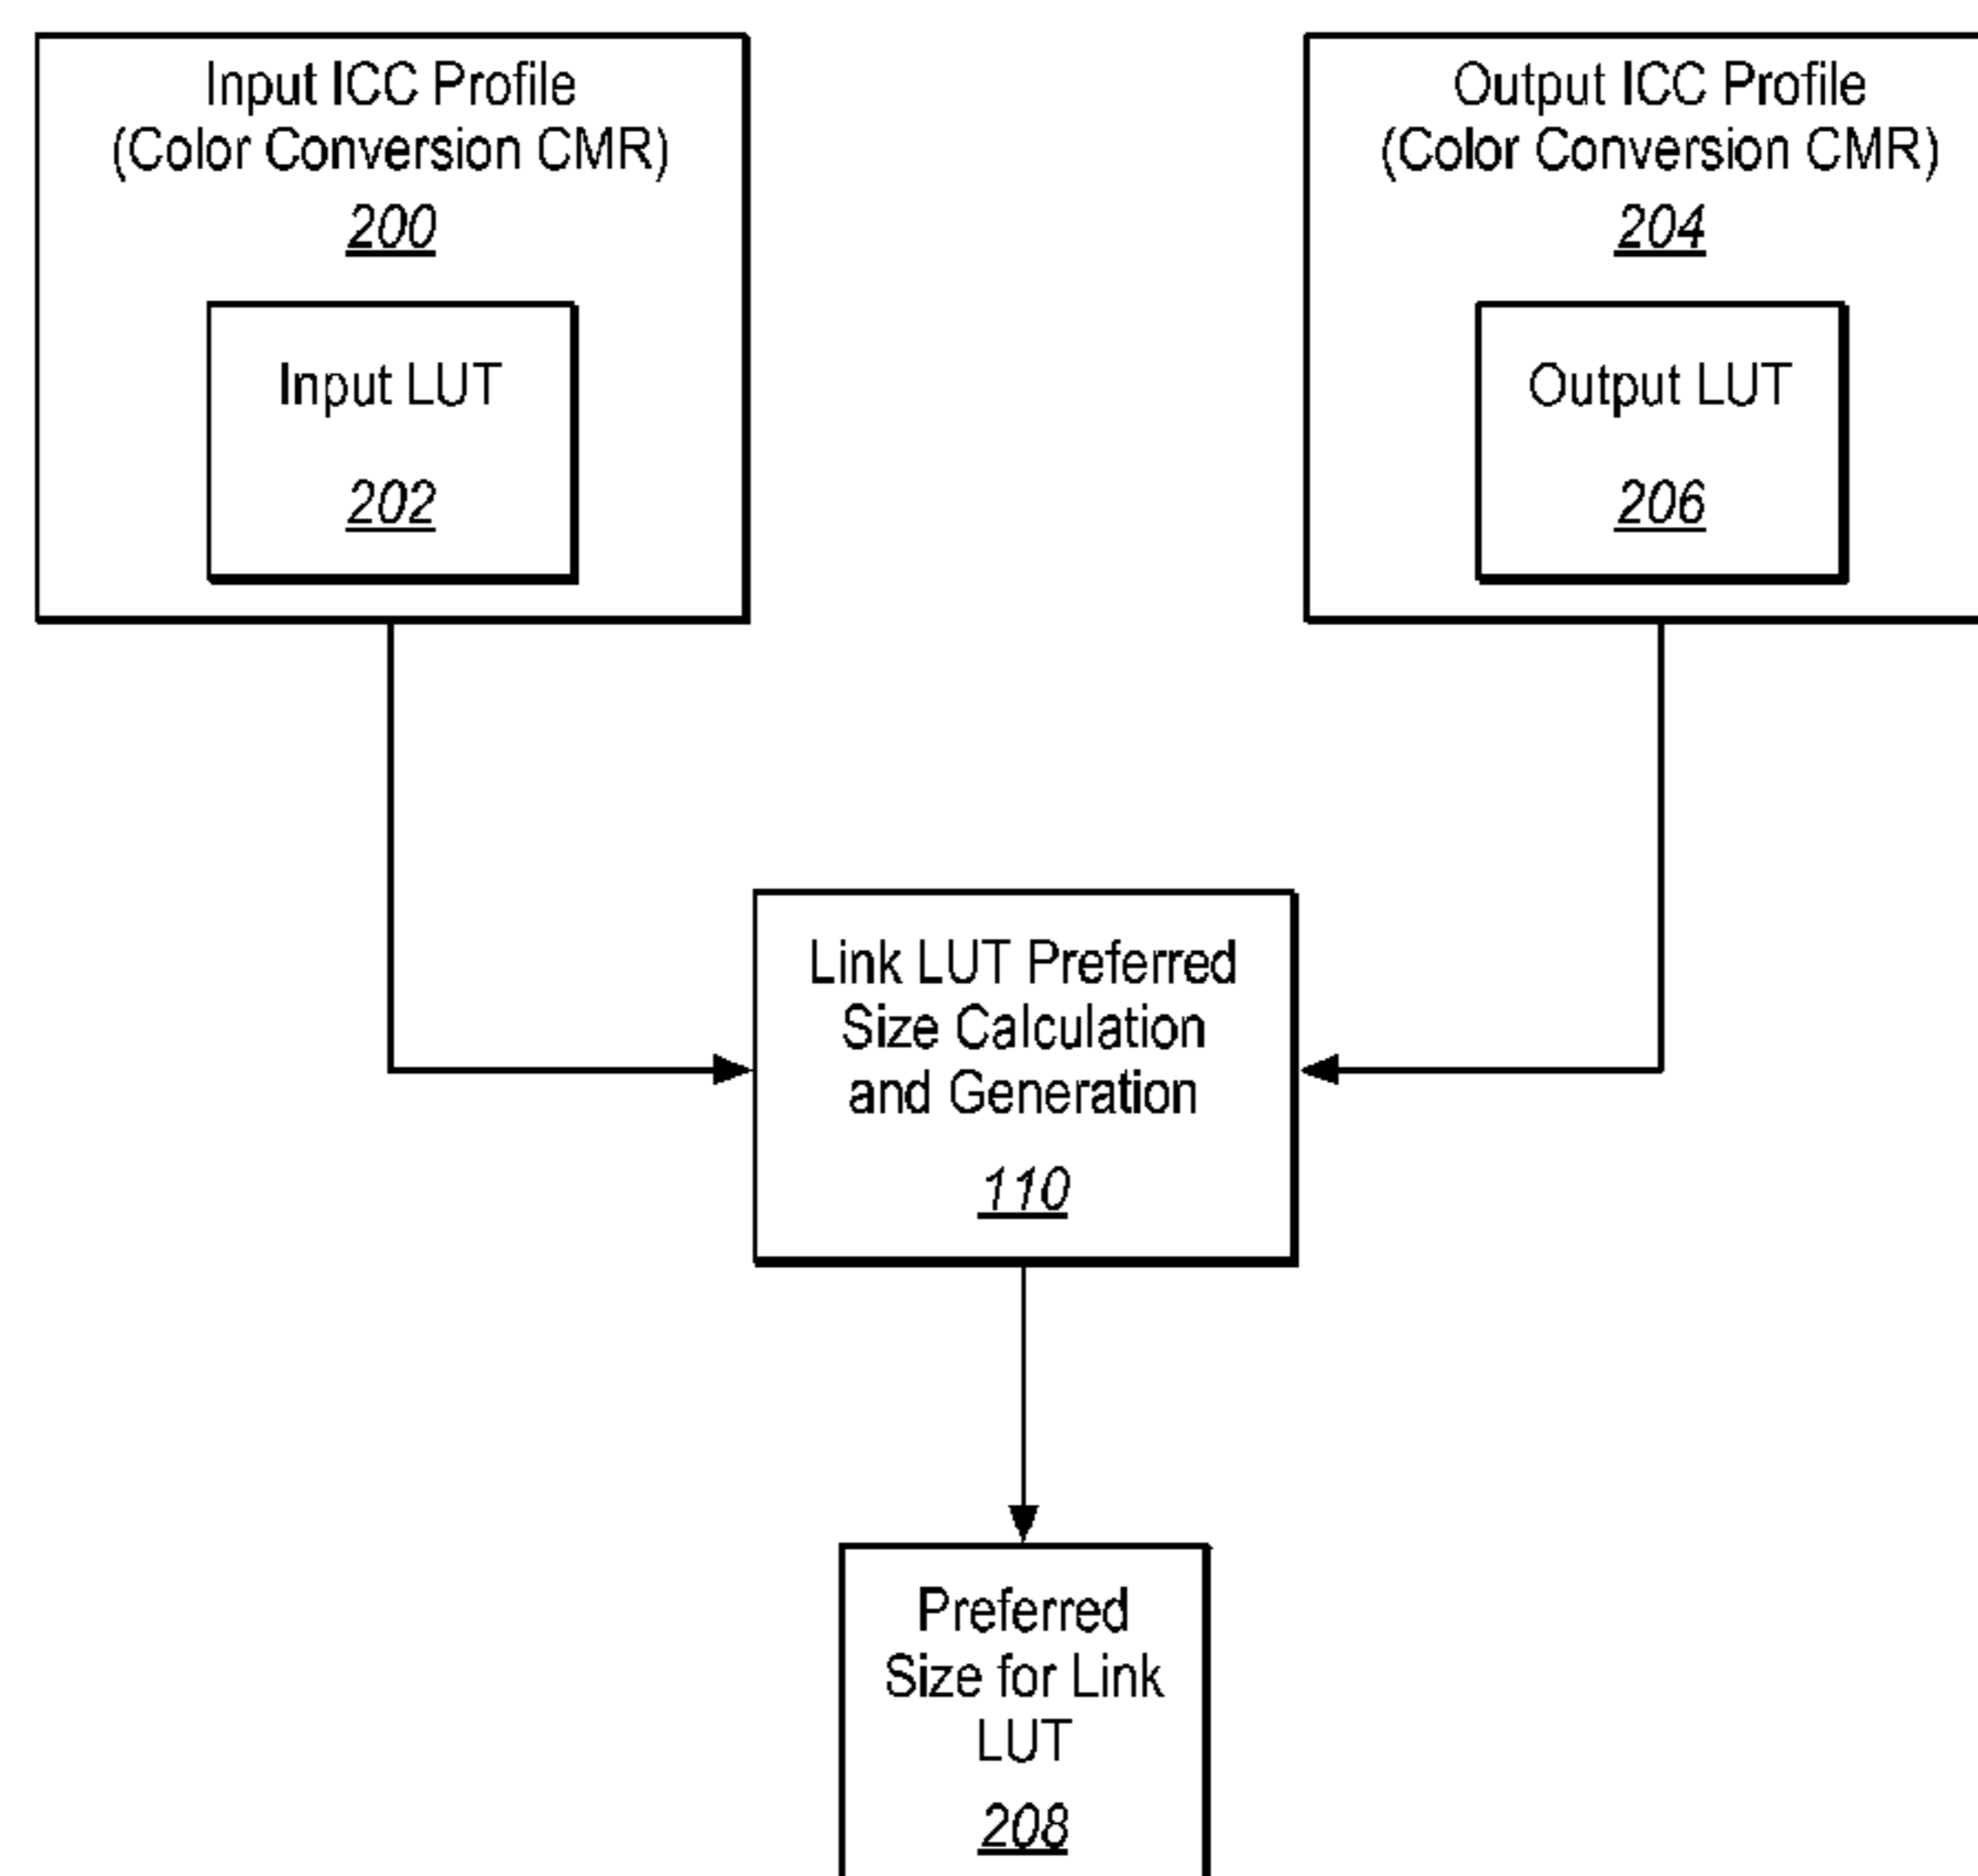 Input ICC Profile
(Color Conversion CMR)
200
Input LUT
202
Output ICC Profile
(Color Conversion CMR)
204
Output LUT
206
Link LUT Preferred
Size Calculation
and Generation
110
Preferred
Size for Link
LUT
208